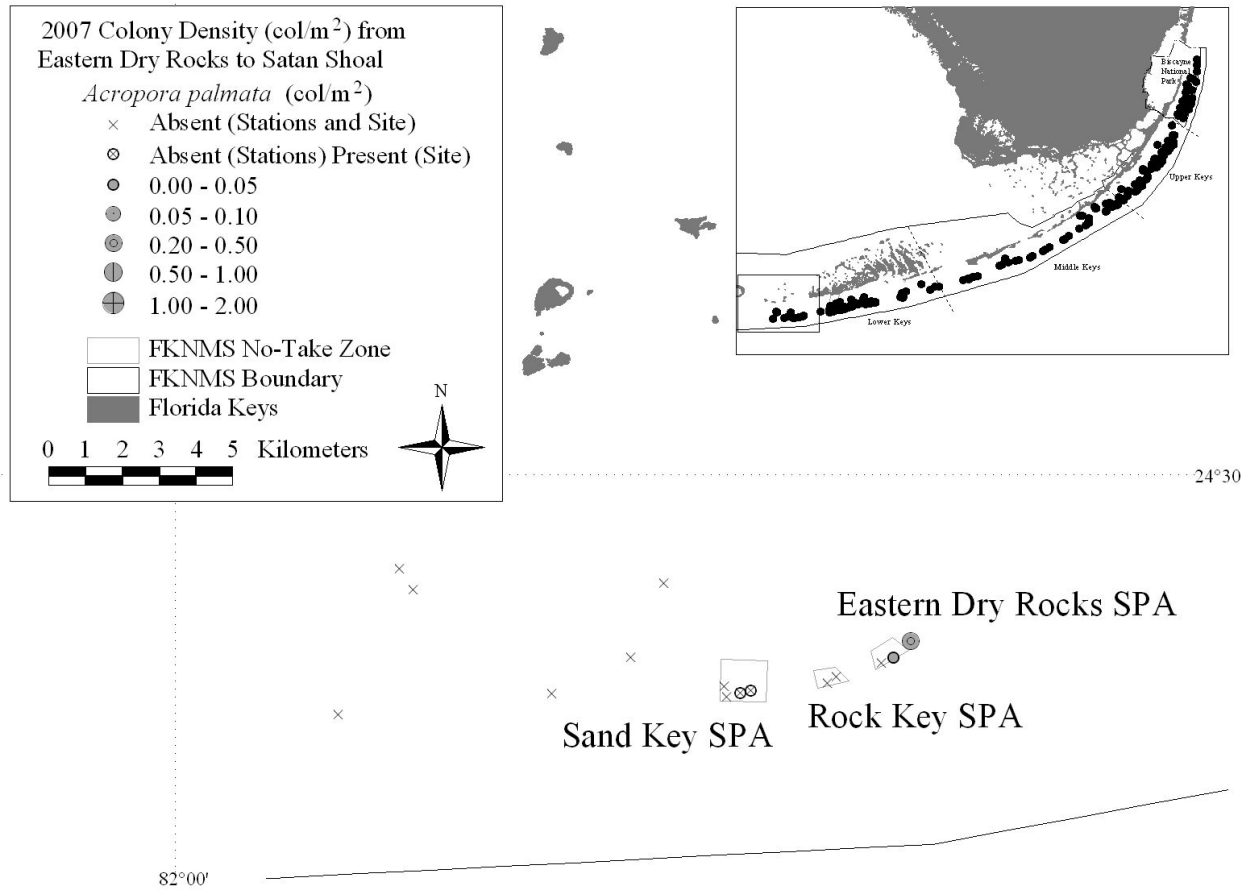 2007 Colony Density (col/m²) from
Eastern Dry Rocks to Satan Shoal
Acropora palmata (col/m²)
Absent (Stations and Site)
Absent (Stations) Present (Site)
0.00 - 0.05
0.05 - 0.10
0.20 - 0.50
0.50 - 1.00
1.00 - 2.00
FKNMS No-Take Zone
FKNMS Boundary
Florida Keys
N
0 1 2 3 4 5 Kilometers
Biscayne
National
Park
Upper Keys
Middle Keys
Lower Keys
24°30
Eastern Dry Rocks SPA
Rock Key SPA
Sand Key SPA
82°00'